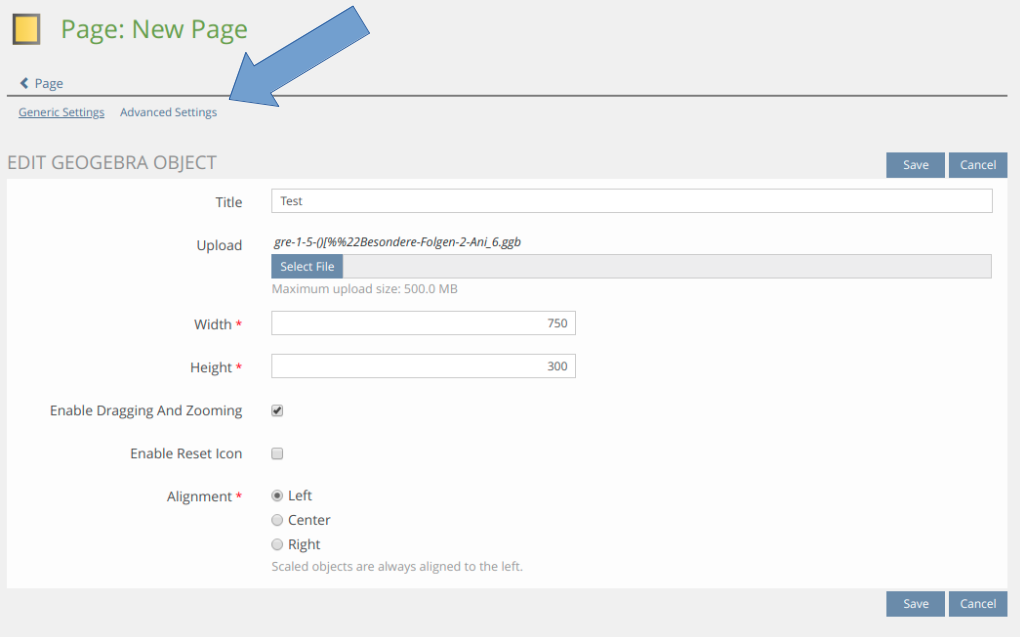 Page: New Page
Page
Generic Settings Advanced Settings
EDIT GEOGEBRA OBJECT
Save Cancel
Title Test
Upload gre-1-5-()[%%22Besondere-Folgen-2-Ani_6.ggb
Select File
Maximum upload size: 500.0 MB
Width * 750
Height * 300
Enable Dragging And Zooming
Enable Reset Icon
Alignment * Left
Center
Right
Scaled objects are always aligned to the left.
Save Cancel